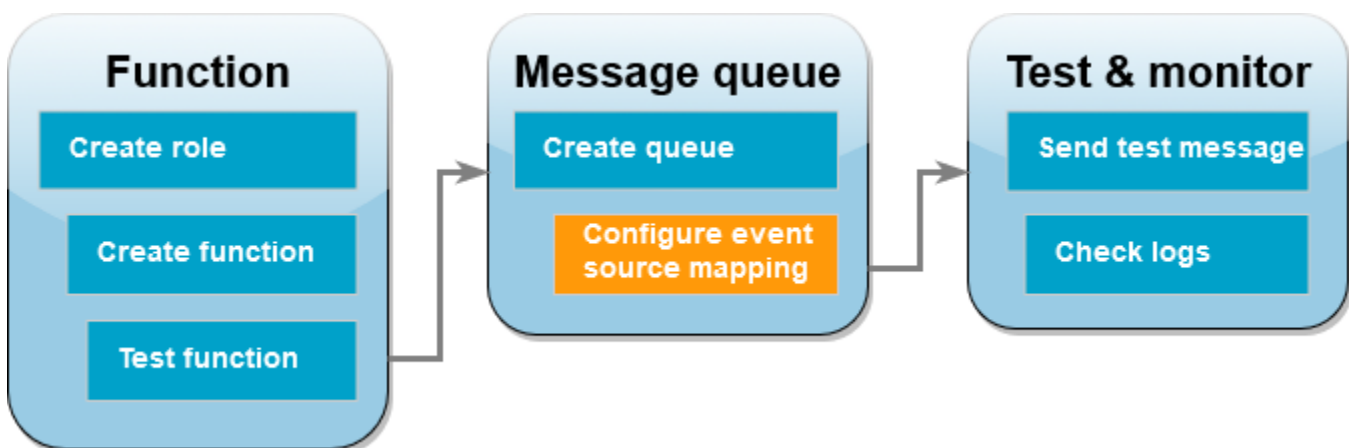 Function
Create role
Create function
Test function
Message queue
Create queue
Configure event
source mapping
Test & monitor
Send test message
Check logs